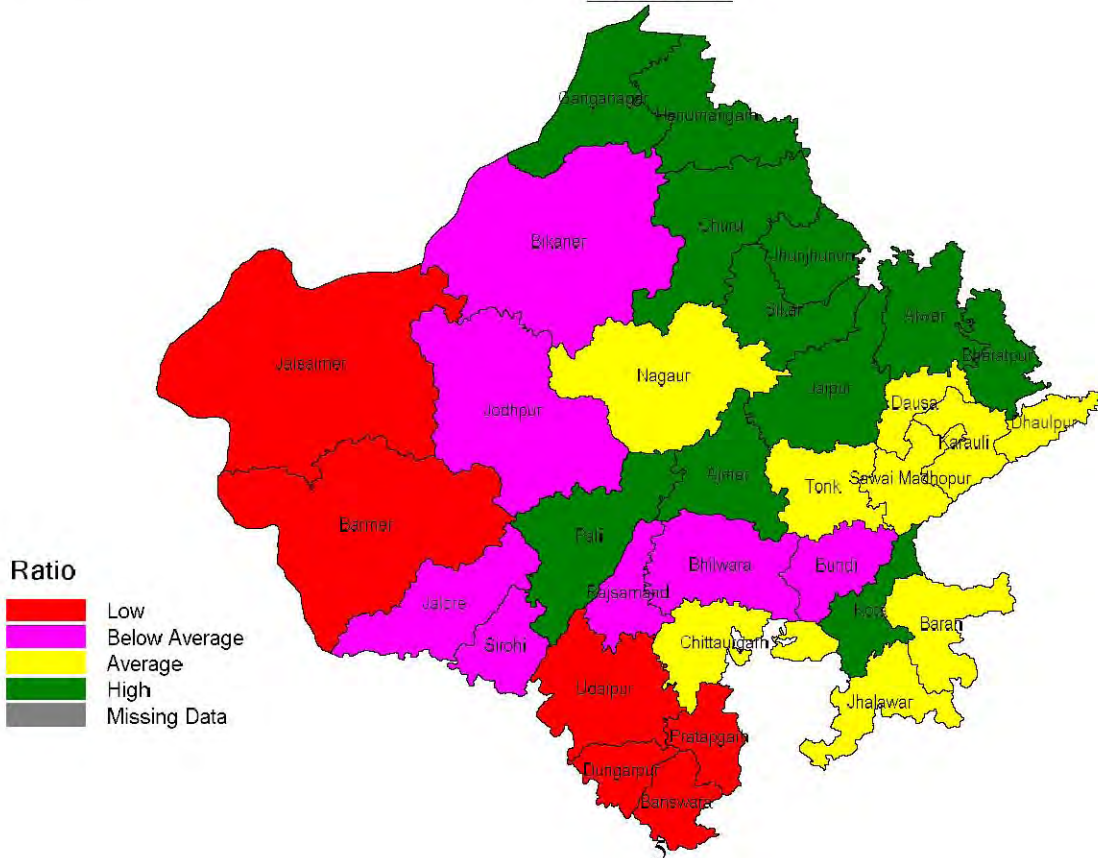 Ganganagar
Hanumangarh
Bikaner
Churu
Jhunjhunun
Sikar
Alwar
Bharatpur
Jaisalmer
Nagaur
Jaipur
Jodhpur
Dausa
Dhaulpur
Karauli
Ajmer
Tonk
Sawai Madhopur
Barmer
Pali
Bhilwara
Bundi
Rajsamand
Jalore
Kota
Baran
Sirohi
Chittaurgarh
Udaipur
Jhalawar
Pratapgarh
Dungarpur
Banswara
Ratio
Low
Below Average
Average
High
Missing Data
5